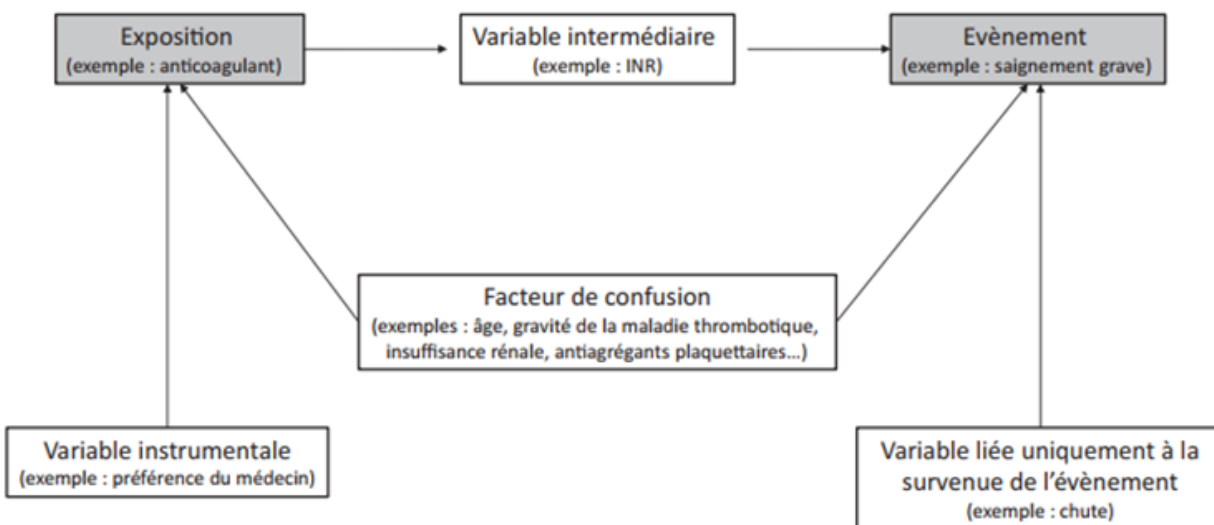 Exposition
(exemple : anticoagulant)
Variable intermédiaire
(exemple : INR)
Evènement
(exemple : saignement grave)
Facteur de confusion
(exemples : âge, gravité de la maladie thrombotique,
insuffisance rénale, antiagrégants plaquettaires…)
Variable instrumentale
(exemple : préférence du médecin)
Variable liée uniquement à la
survenue de l’évènement
(exemple : chute)